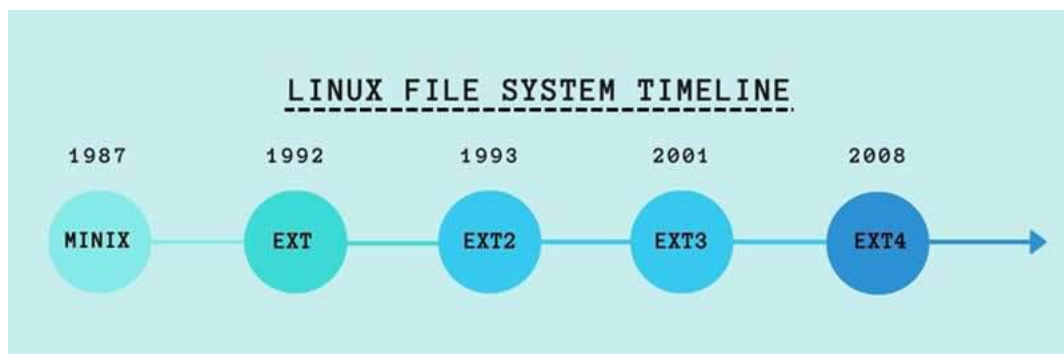 LINUX FILE SYSTEM TIMELINE
1987 1992 1993 2001 2008
MINIX EXT EXT2 EXT3 EXT4